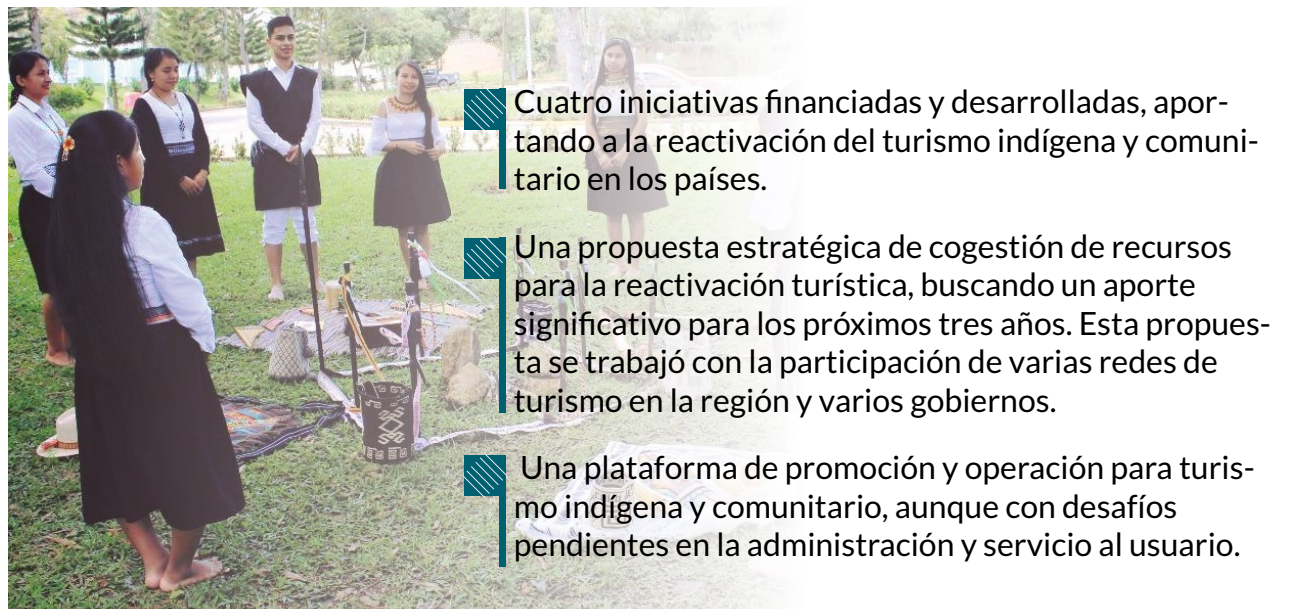 Cuatro iniciativas financiadas y desarrolladas, apor-
tando a la reactivación del turismo indígena y comuni-
tario en los países.
Una propuesta estratégica de cogestión de recursos
para la reactivación turística, buscando un aporte
significativo para los próximos tres años. Esta propues-
ta se trabajó con la participación de varias redes de
turismo en la región y varios gobiernos.
Una plataforma de promoción y operación para turis-
mo indígena y comunitario, aunque con desafíos
pendientes en la administración y servicio al usuario.